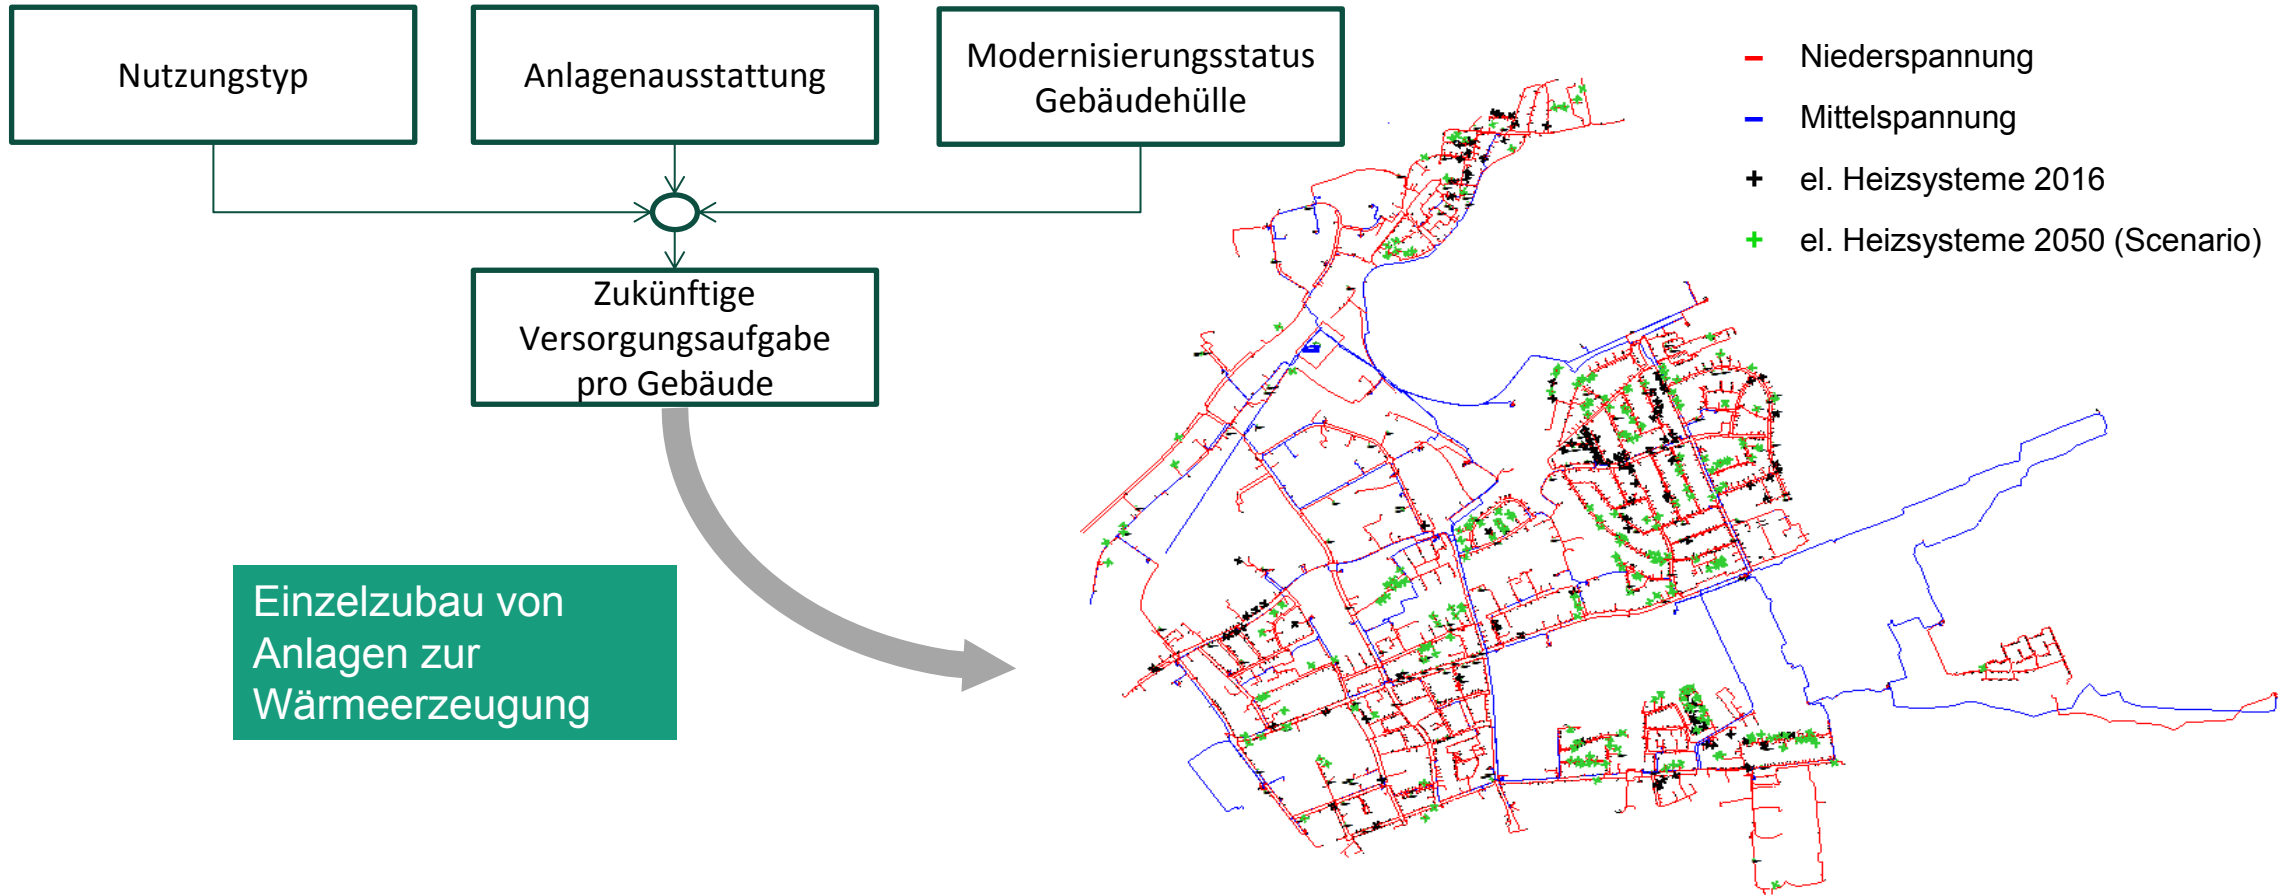 Nutzungstyp
Anlagenausstattung
Modernisierungsstatus
Gebäudehülle
Zukünftige
Versorgungsaufgabe
pro Gebäude
Einzelzubau von
Anlagen zur
Wärmeerzeugung
Niederspannung
Mittelspannung
el. Heizsysteme 2016
el. Heizsysteme 2050 (Scenario)